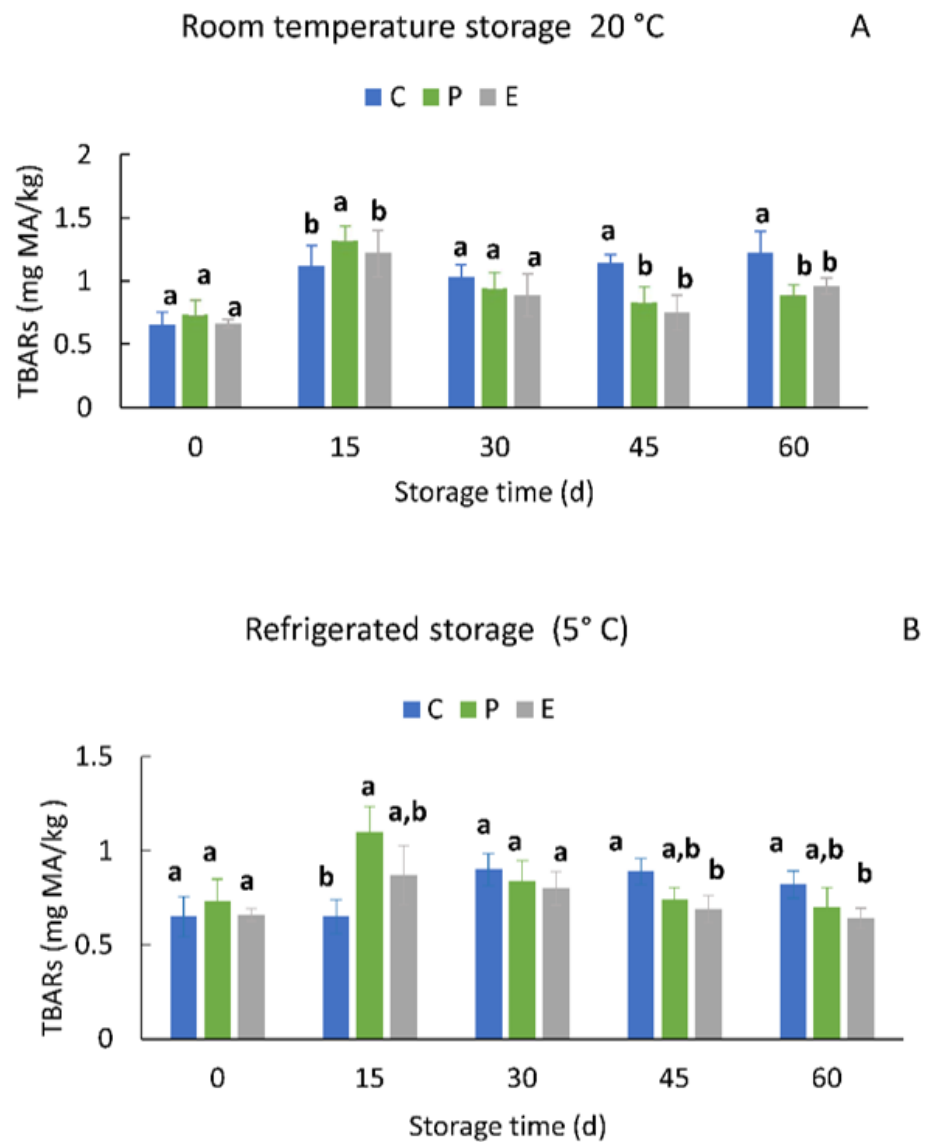 Room temperature storage 20 °C A
C P E
TBARs (mg MA/kg)
2
1.5
1
0.5
0
a a a
b a b
a a a
a b b
a b b
0 15 30 45 60
Storage time (d)
Refrigerated storage (5° C) B
C P E
TBARs (mg MA/kg )
1.5
1
0.5
0
a a a
b a a,b
a a a
a a,b b
a a,b b
0 15 30 45 60
Storage time (d)